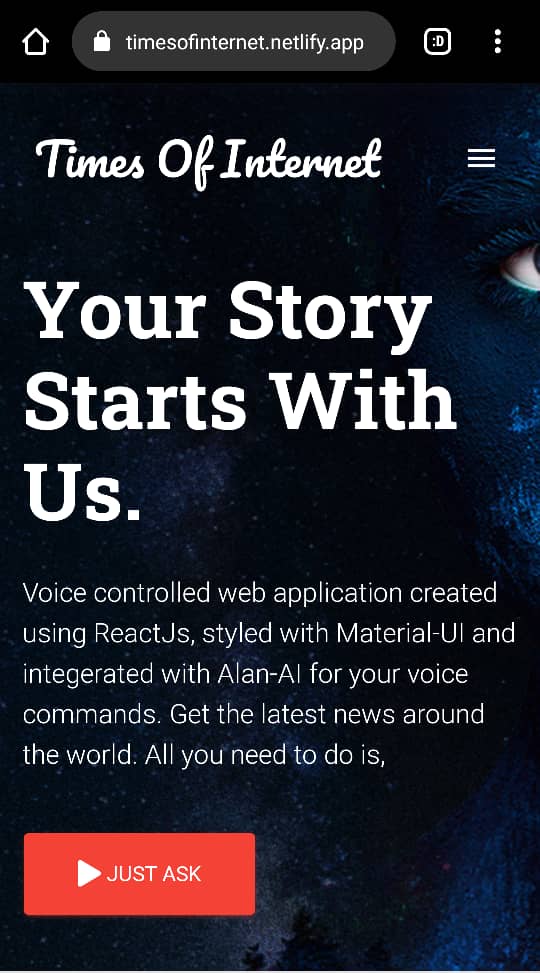 timesofinternet.netlify.app
:D
Times Of Internet
Your Story
Starts With
Us.
Voice controlled web application created
using ReactJs, styled with Material-UI and
integerated with Alan-AI for your voice
commands. Get the latest news around
the world. All you need to do is,
JUST ASK